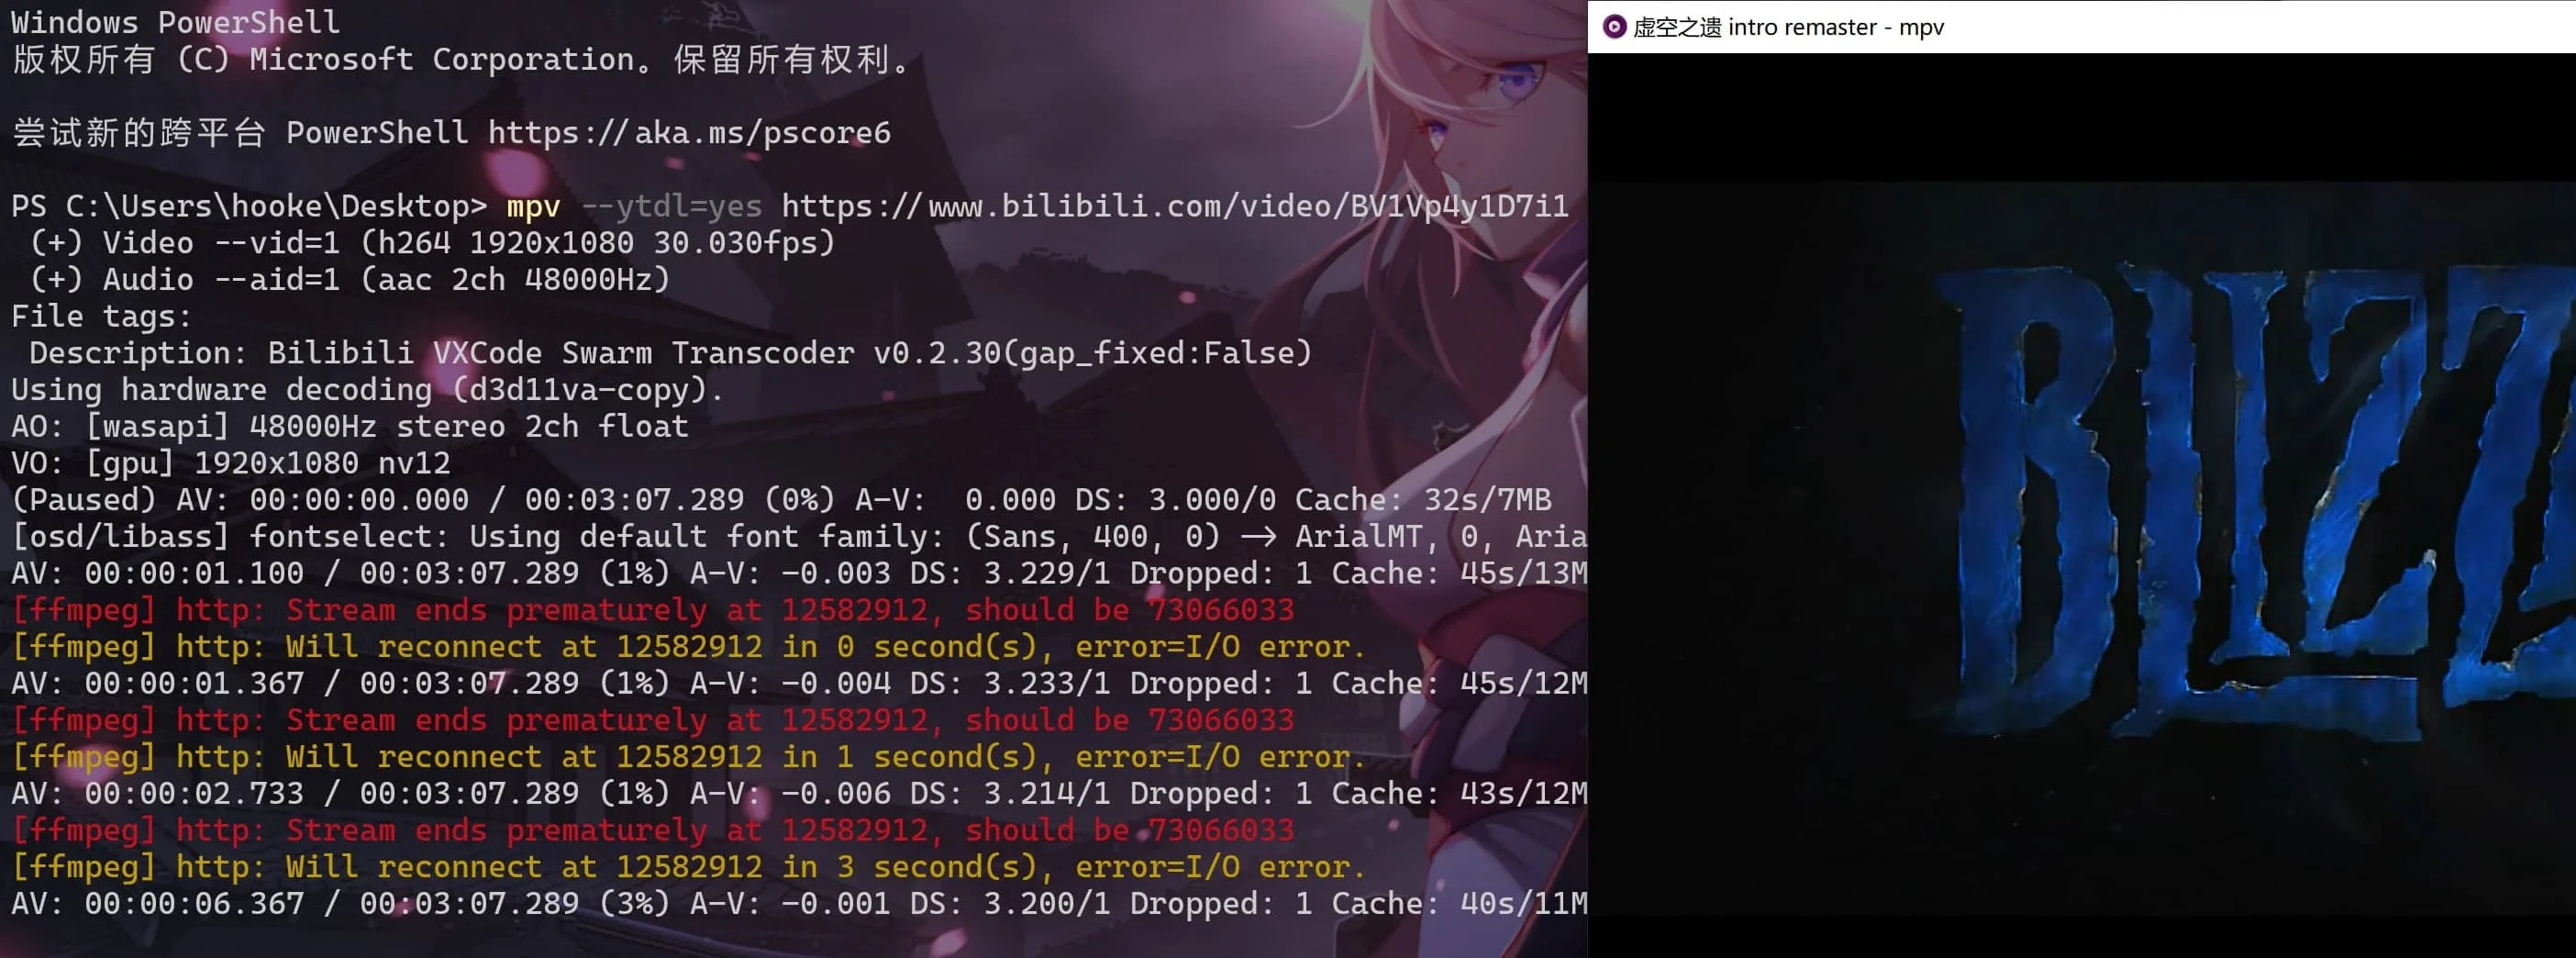 Windows PowerShell
版权所有 (C) Microsoft Corporation。保留所有权利。
尝试新的跨平台 PowerShell https://aka.ms/pscore6
PS C:\Users\hooke\Desktop> mpv --ytdl=yes https://www.bilibili.com/video/BV1Vp4y1D7i1
(+) Video --vid=1 (h264 1920x1080 30.030fps)
(+) Audio --aid=1 (aac 2ch 48000Hz)
File tags:
Description: Bilibili VXCode Swarm Transcoder v0.2.30(gap_fixed:False)
Using hardware decoding (d3d11va-copy).
AO: [wasapi] 48000Hz stereo 2ch float
VO: [gpu] 1920x1080 nv12
(Paused) AV: 00:00:00.000 / 00:03:07.289 (0%) A-V:  0.000 DS: 3.000/0 Cache: 32s/7MB
[osd/libass] fontselect: Using default font family: (Sans, 400, 0) -> ArialMT, 0, Aria
AV: 00:00:01.100 / 00:03:07.289 (1%) A-V: -0.003 DS: 3.229/1 Dropped: 1 Cache: 45s/13M
[ffmpeg] http: Stream ends prematurely at 12582912, should be 73066033
[ffmpeg] http: Will reconnect at 12582912 in 0 second(s), error=I/O error.
AV: 00:00:01.367 / 00:03:07.289 (1%) A-V: -0.004 DS: 3.233/1 Dropped: 1 Cache: 45s/12M
[ffmpeg] http: Stream ends prematurely at 12582912, should be 73066033
[ffmpeg] http: Will reconnect at 12582912 in 1 second(s), error=I/O error.
AV: 00:00:02.733 / 00:03:07.289 (1%) A-V: -0.006 DS: 3.214/1 Dropped: 1 Cache: 43s/12M
[ffmpeg] http: Stream ends prematurely at 12582912, should be 73066033
[ffmpeg] http: Will reconnect at 12582912 in 3 second(s), error=I/O error.
AV: 00:00:06.367 / 00:03:07.289 (3%) A-V: -0.001 DS: 3.200/1 Dropped: 1 Cache: 40s/11M
虚空之遗 intro remaster - mpv
BLIZZ